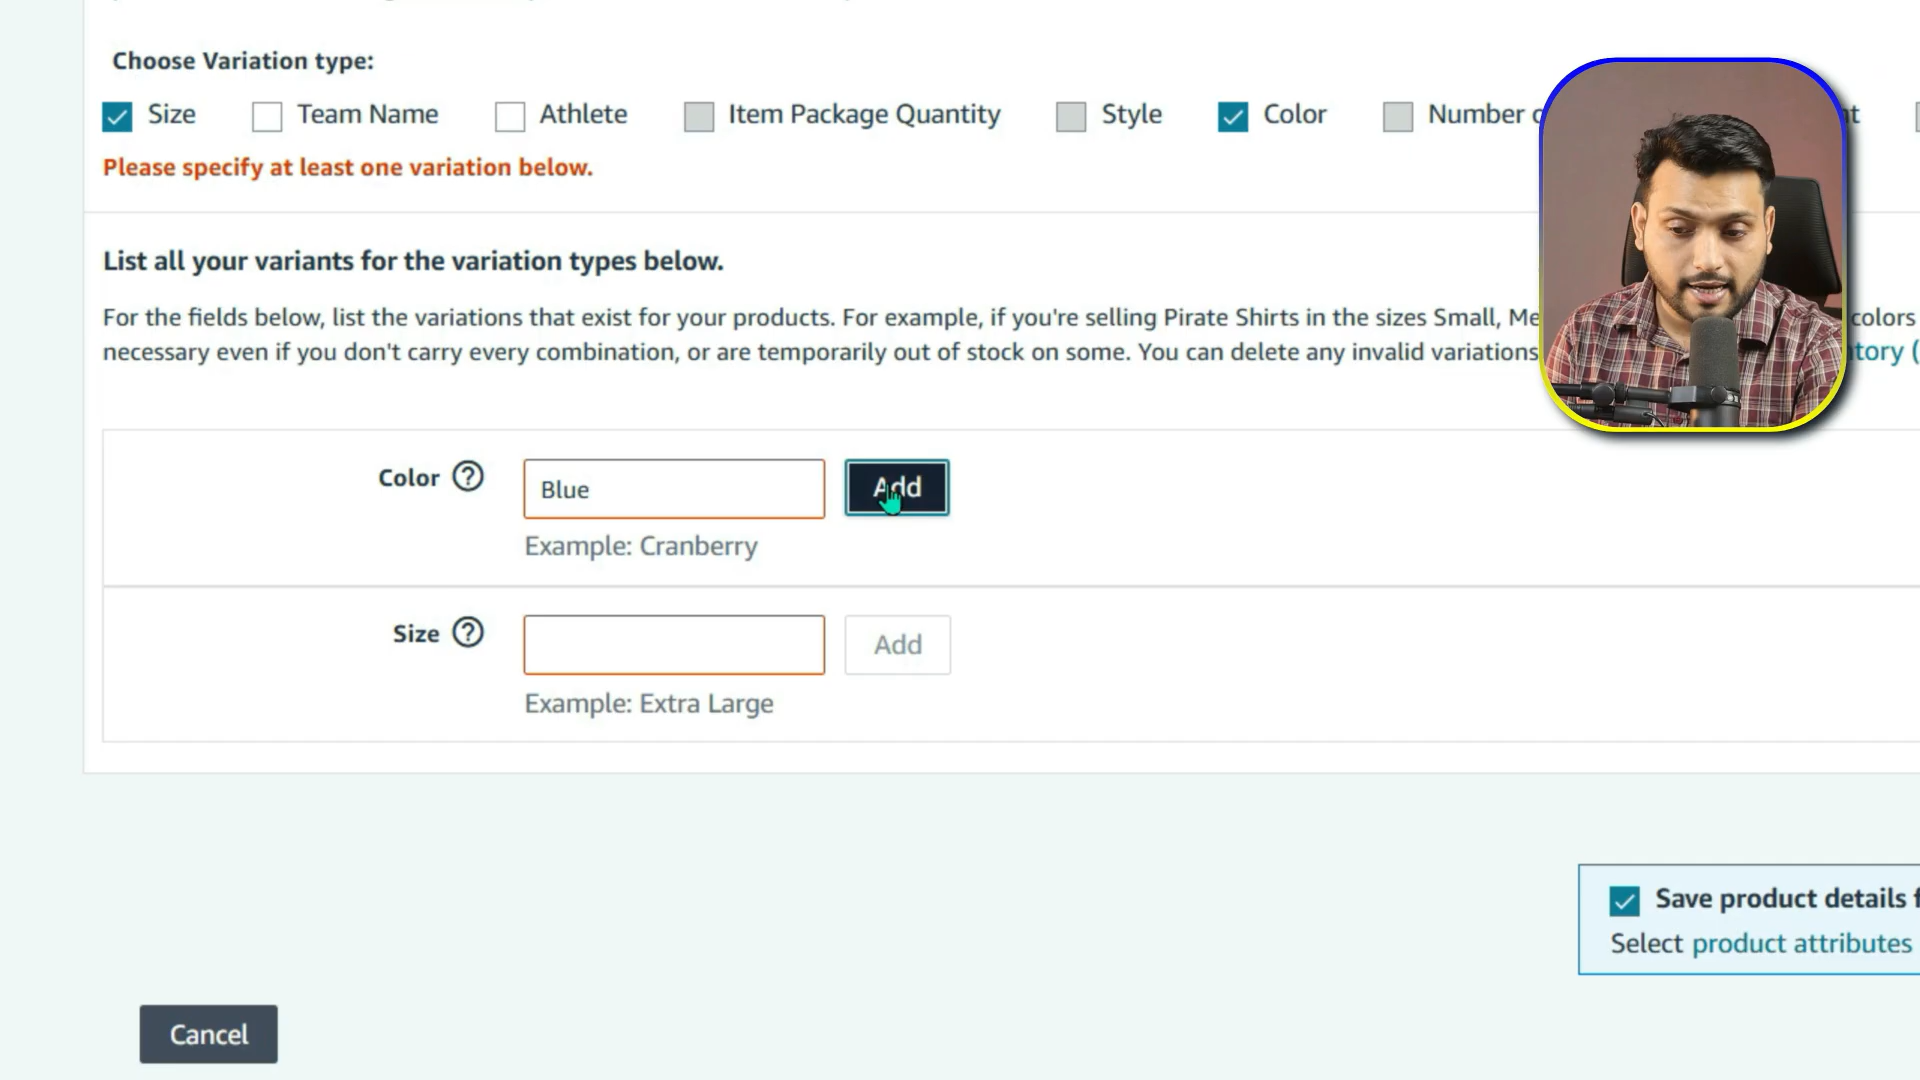 Choose Variation type:
Size Team Name Athlete Item Package Quantity Style Color Number
Please specify at least one variation below.
List all your variants for the variation types below.
For the fields below, list the variations that exist for your products. For example, if you're selling Pirate Shirts in the sizes Small, colors
necessary even if you don't carry every combination, or are temporarily out of stock on some. You can delete any invalid variations
Color ? Blue Add
Example: Cranberry
Size ? Add
Example: Extra Large
Save product details
Select product attributes
Cancel